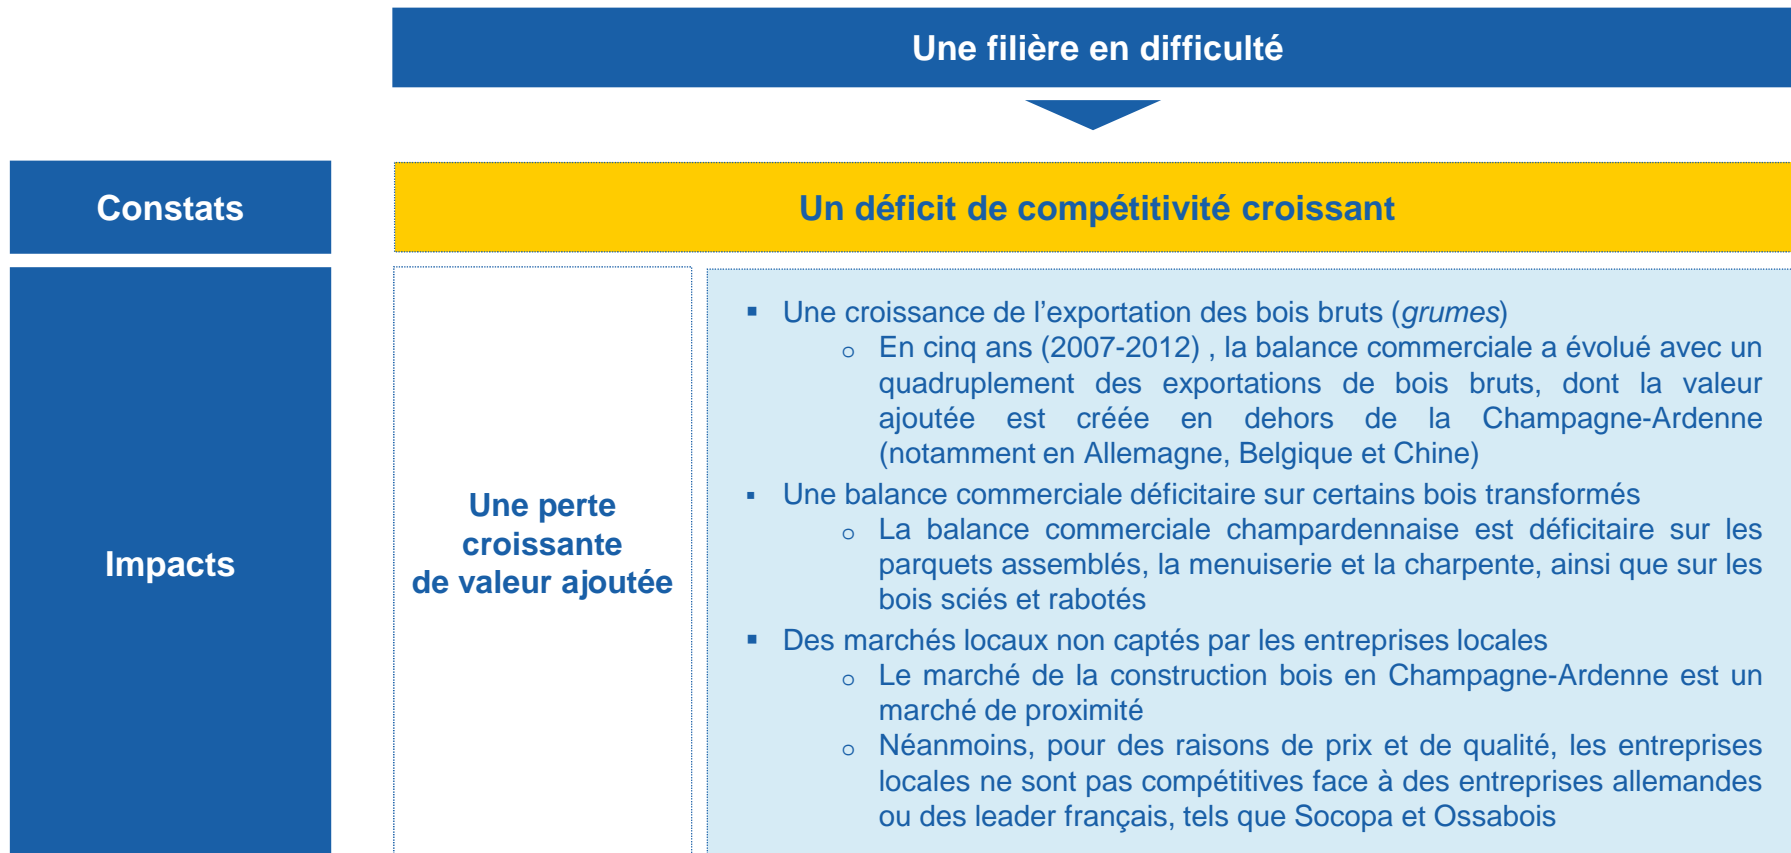 Une filière en difficulté
Constats
Un déficit de compétitivité croissant
Impacts
Une perte
croissante
de valeur ajoutée
▪ Une croissance de l’exportation des bois bruts (grumes)
o En cinq ans (2007-2012) , la balance commerciale a évolué avec un
quadruplement des exportations de bois bruts, dont la valeur
ajoutée est créée en dehors de la Champagne-Ardenne
(notamment en Allemagne, Belgique et Chine)
▪ Une balance commerciale déficitaire sur certains bois transformés
o La balance commerciale champardennaise est déficitaire sur les
parquets assemblés, la menuiserie et la charpente, ainsi que sur les
bois sciés et rabotés
▪ Des marchés locaux non captés par les entreprises locales
o Le marché de la construction bois en Champagne-Ardenne est un
marché de proximité
o Néanmoins, pour des raisons de prix et de qualité, les entreprises
locales ne sont pas compétitives face à des entreprises allemandes
ou des leader français, tels que Socopa et Ossabois